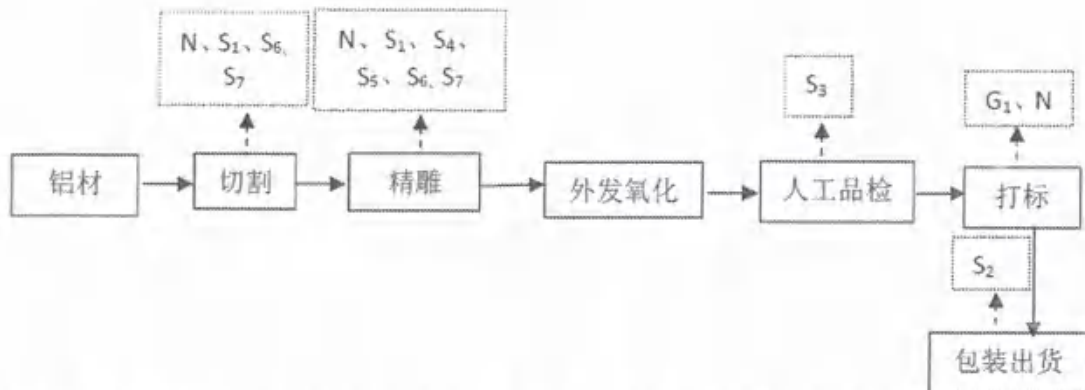 N、S₁、S₆、
S₇
N、S₁、S₄、
S₅、S₆、S₇
S₃
G₁、N
铝材
切割
精雕
外发氧化
人工品检
打标
S₂
包装出货